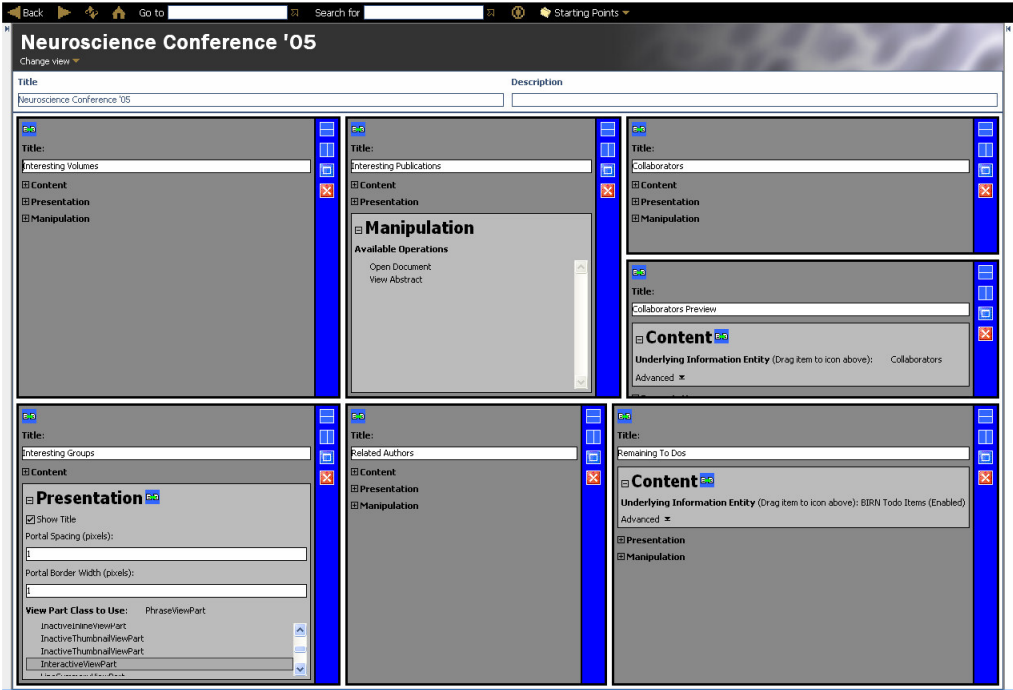 Back Go to Search for Starting Points
Neuroscience Conference '05
Change view
Title Description
Neuroscience Conference '05
Title:
Interesting Volumes
Content
Presentation
Manipulation
Title:
Interesting Publications
Content
Presentation
Manipulation
Available Operations
Open Document
View Abstract
Title:
Collaborators
Content
Presentation
Manipulation
Title:
Collaborators Preview
Content
Underlying Information Entity (Drag item to icon above): Collaborators
Advanced
Title:
Interesting Groups
Content
Presentation
Show Title
Portal Spacing (pixels):
1
Portal Border Width (pixels):
1
View Part Class to Use: PhraseViewPart
InactiveInlineViewPart
InactiveThumbnailViewPart
InactiveThumbnailViewPart
InteractiveViewPart
Title:
Related Authors
Content
Presentation
Manipulation
Title:
Remaining To Dos
Content
Underlying Information Entity (Drag item to icon above): BIRN Todo Items (Enabled)
Advanced
Presentation
Manipulation